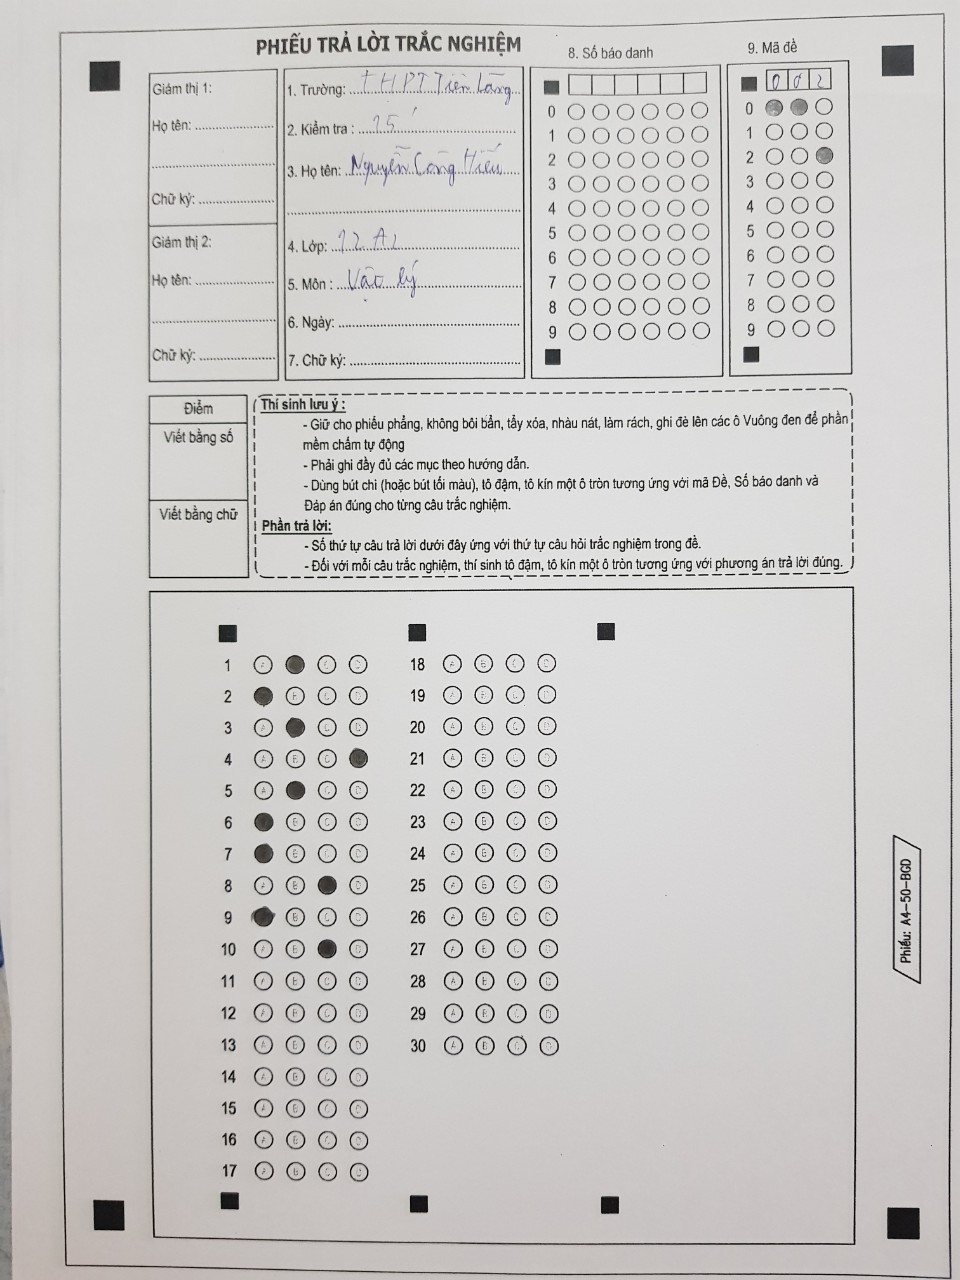 PHIẾU TRẢ LỜI TRẮC NGHIỆM
Giám thị 1:
Họ tên:
Chữ ký:
Giám thị 2:
Họ tên:
Chữ ký:
1. Trường: THPT Tiên Lãng
2. Kiểm tra : 15'
3. Họ tên: Nguyễn Công Hiếu
4. Lớp: 12 A2
5. Môn : Vật lý
6. Ngày:
7. Chữ ký:
8. Số báo danh
0
1
2
3
4
5
6
7
8
9
9. Mã đề
0 0 2
0
1
2
3
4
5
6
7
8
9
Điểm
Viết bằng số
Viết bằng chữ
Thí sinh lưu ý :
- Giữ cho phiếu phẳng, không bôi bẩn, tẩy xóa, nhàu nát, làm rách, ghi đè lên các ô Vuông đen để phần
mềm chấm tự động
- Phải ghi đầy đủ các mục theo hướng dẫn.
- Dùng bút chi (hoặc bút tối màu), tô đậm, tô kín một ô tròn tương ứng với mã Đề, Số báo danh và
Đáp án đúng cho từng câu trắc nghiệm.
Phần trả lời:
- Số thứ tự câu trả lời dưới đây ứng với thứ tự câu hỏi trắc nghiệm trong đề.
- Đối với mỗi câu trắc nghiệm, thí sinh tô đậm, tô kín một ô tròn tương ứng với phương án trả lời đúng.
1 A C D
2 B C D
3 A C D
4 A B C
5 A C D
6 B C D
7 B C D
8 A B D
9 B C D
10 A B D
11 A B C D
12 A B C D
13 A B C D
14 A B C D
15 A B C D
16 A B C D
17 A B C D
18 A B C D
19 A B C D
20 A B C D
21 A B C D
22 A B C D
23 A B C D
24 A B C D
25 A B C D
26 A B C D
27 A B C D
28 A B C D
29 A B C D
30 A B C D
Phiếu: A4-50-BGD